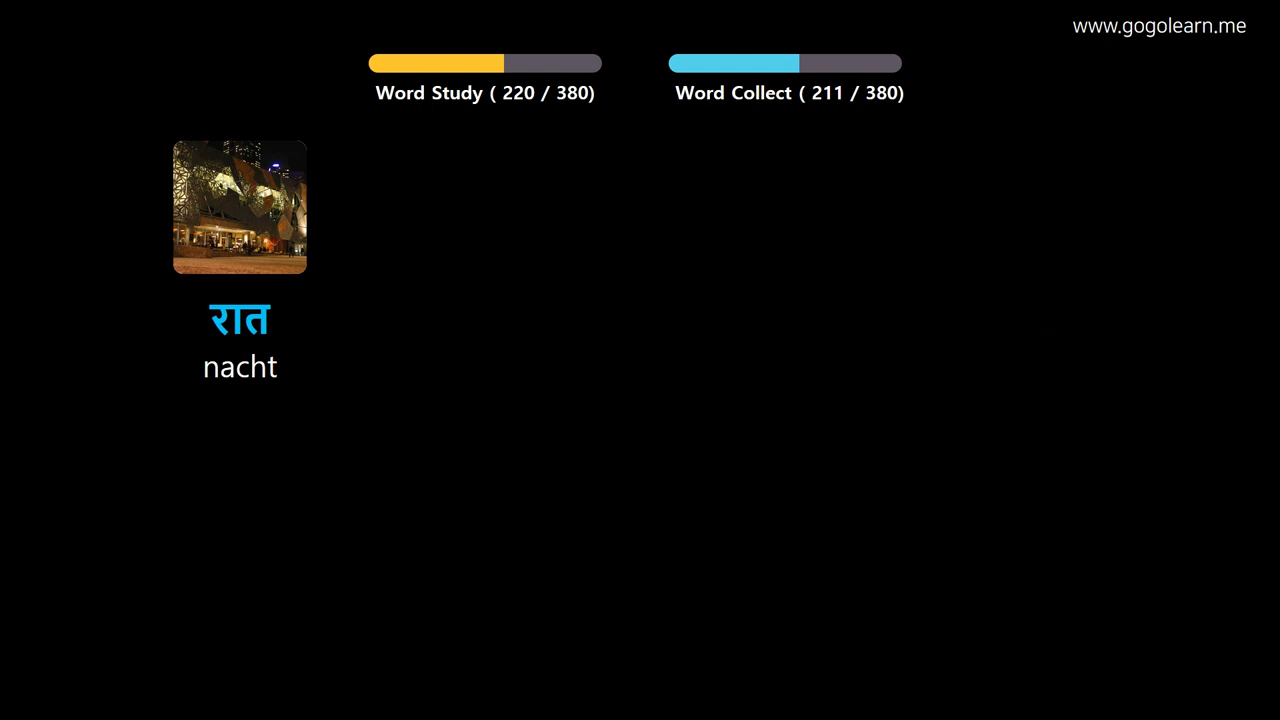 www.gogolearn.me
Word Study ( 220 / 380)
Word Collect ( 211 / 380)
रात
nacht